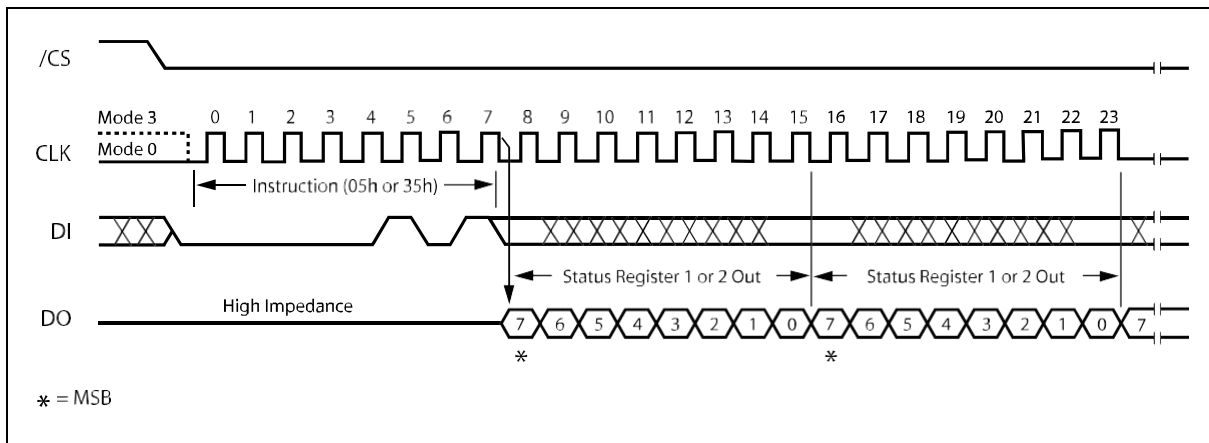 /CS
Mode 3
0 1 2 3 4 5 6 7 8 9 10 11 12 13 14 15 16 17 18 19 20 21 22 23
Mode 0
CLK
Instruction (05h or 35h)
DI
Status Register 1 or 2 Out Status Register 1 or 2 Out
High Impedance
DO
7 6 5 4 3 2 1 0 7 6 5 4 3 2 1 0 7
* *
* = MSB